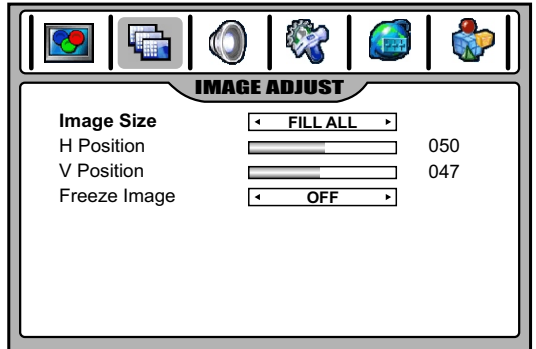 IMAGE ADJUST
Image Size FILL ALL
H Position 050
V Position 047
Freeze Image OFF